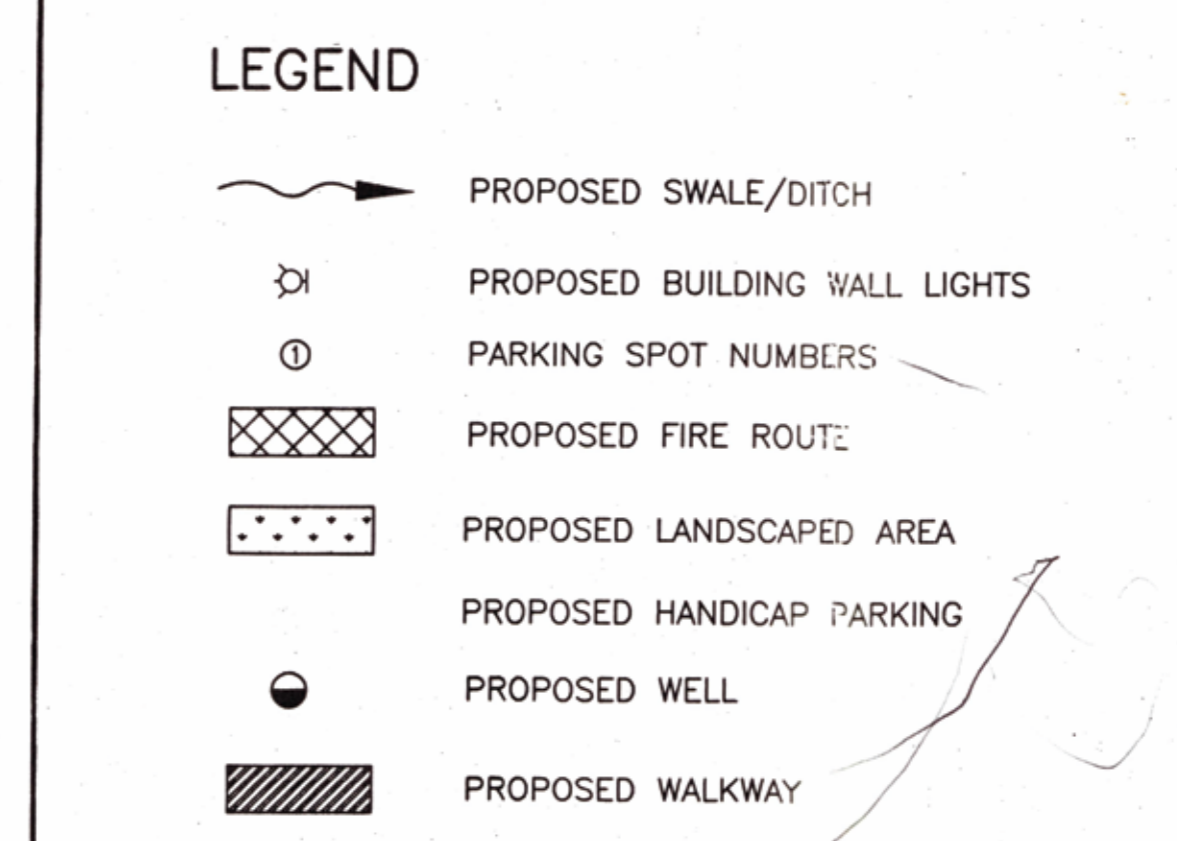 LEGEND
PROPOSED SWALE/DITCH
PROPOSED BUILDING WALL LIGHTS
① PARKING SPOT NUMBERS
PROPOSED FIRE ROUTE
PROPOSED LANDSCAPED AREA
PROPOSED HANDICAP PARKING
PROPOSED WELL
PROPOSED WALKWAY